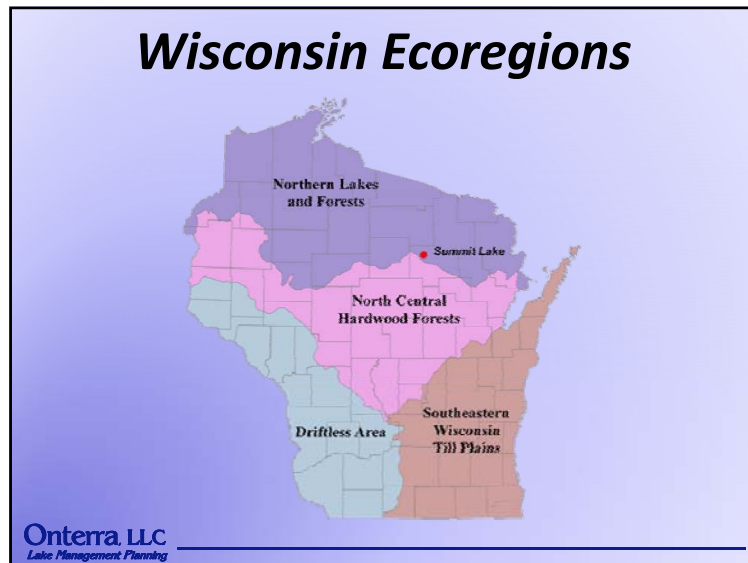 Wisconsin Ecoregions
Northern Lakes
and Forests
Summit Lake
North Central
Hardwood Forests
Southeastern
Wisconsin
Till Plains
Driftless Area
Onterra, LLC
Lake Management Planning